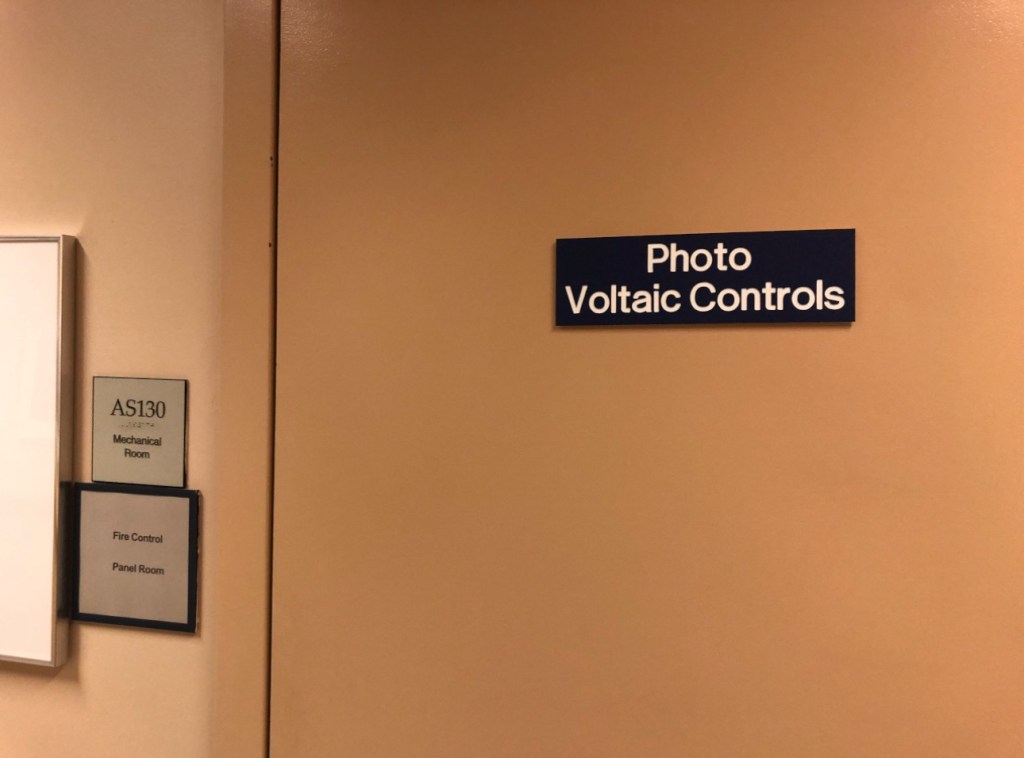 Photo
Voltaic Controls
AS130
Mechanical
Room
Fire Control
Panel Room